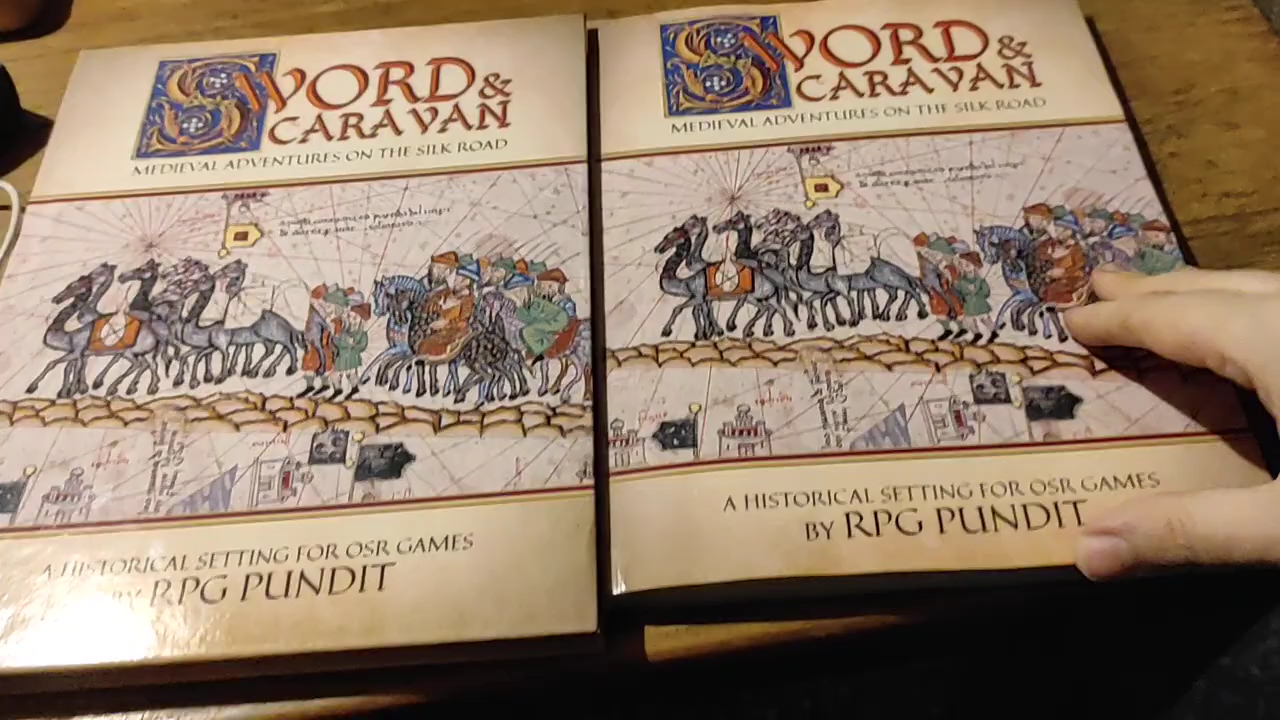 SWORD &
CARAVAN
MEDIEVAL ADVENTURES ON THE SILK ROAD
A HISTORICAL SETTING FOR OSR GAMES
BY RPG PUNDIT
SWORD &
CARAVAN
MEDIEVAL ADVENTURES ON THE SILK ROAD
A HISTORICAL SETTING FOR OSR GAMES
BY RPG PUNDIT